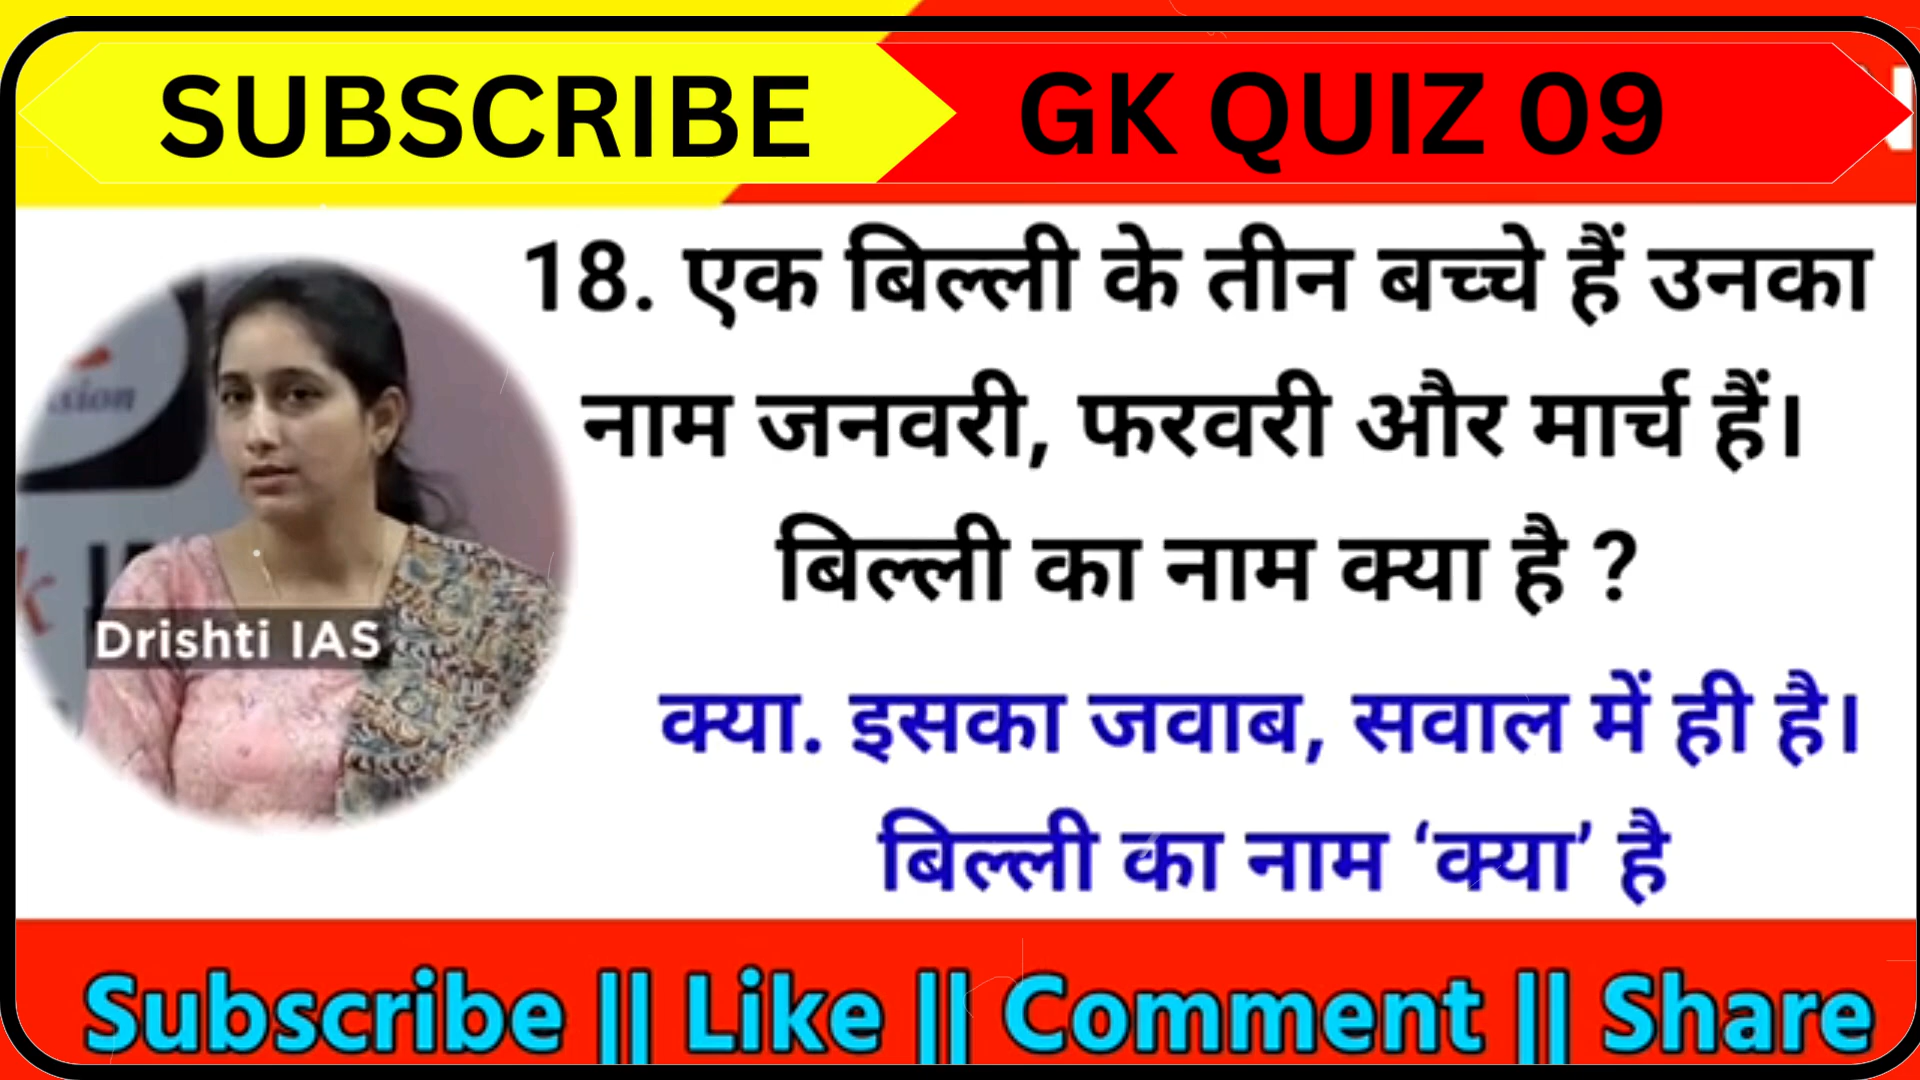 SUBSCRIBE
GK QUIZ 09
18. एक बिल्ली के तीन बच्चे हैं उनका
नाम जनवरी, फरवरी और मार्च हैं।
बिल्ली का नाम क्या है ?
sion
k
Drishti IAS
क्या. इसका जवाब, सवाल में ही है।
बिल्ली का नाम ‘क्या’ है
Subscribe || Like || Comment || Share